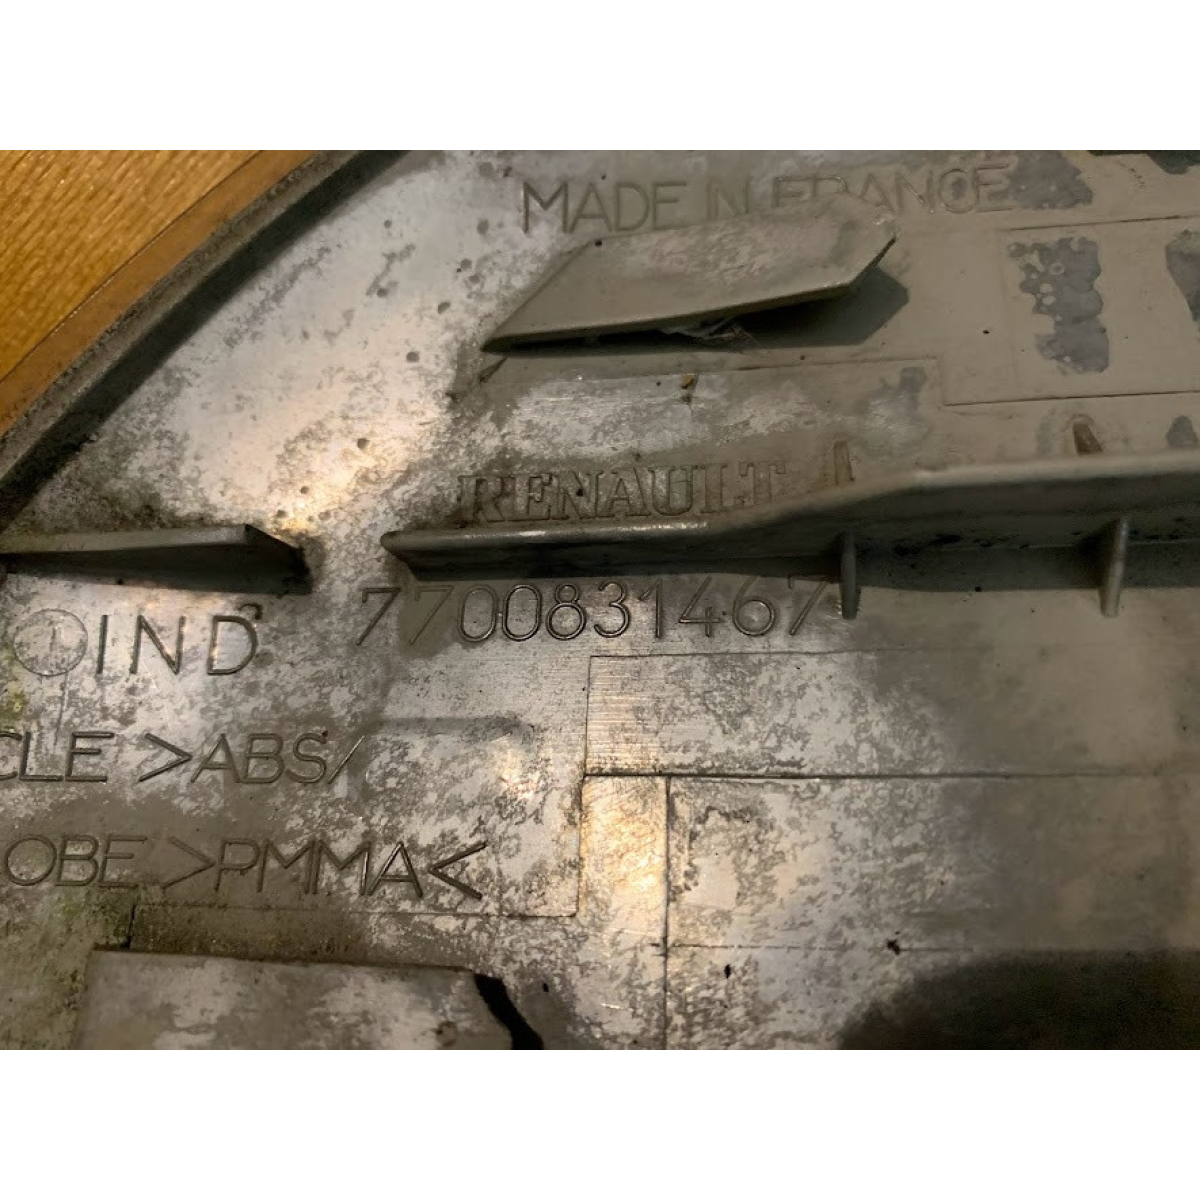 MADE IN FRANCE
RENAULT
7700831467
IND
CLE >ABS/
OBE >PMMA<